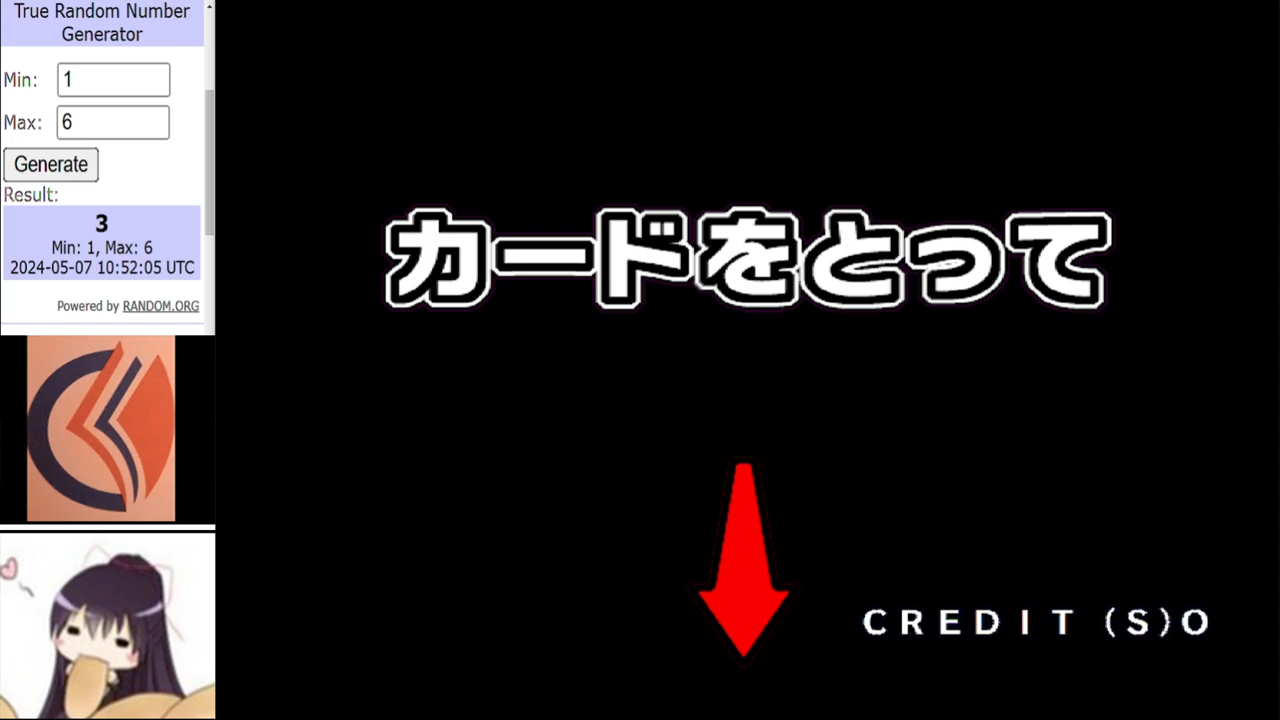 True Random Number
Generator
Min: 1
Max: 6
Generate
Result:
3
Min: 1, Max: 6
2024-05-07 10:52:05 UTC
Powered by RANDOM.ORG
カードをとって
CREDIT (S)0